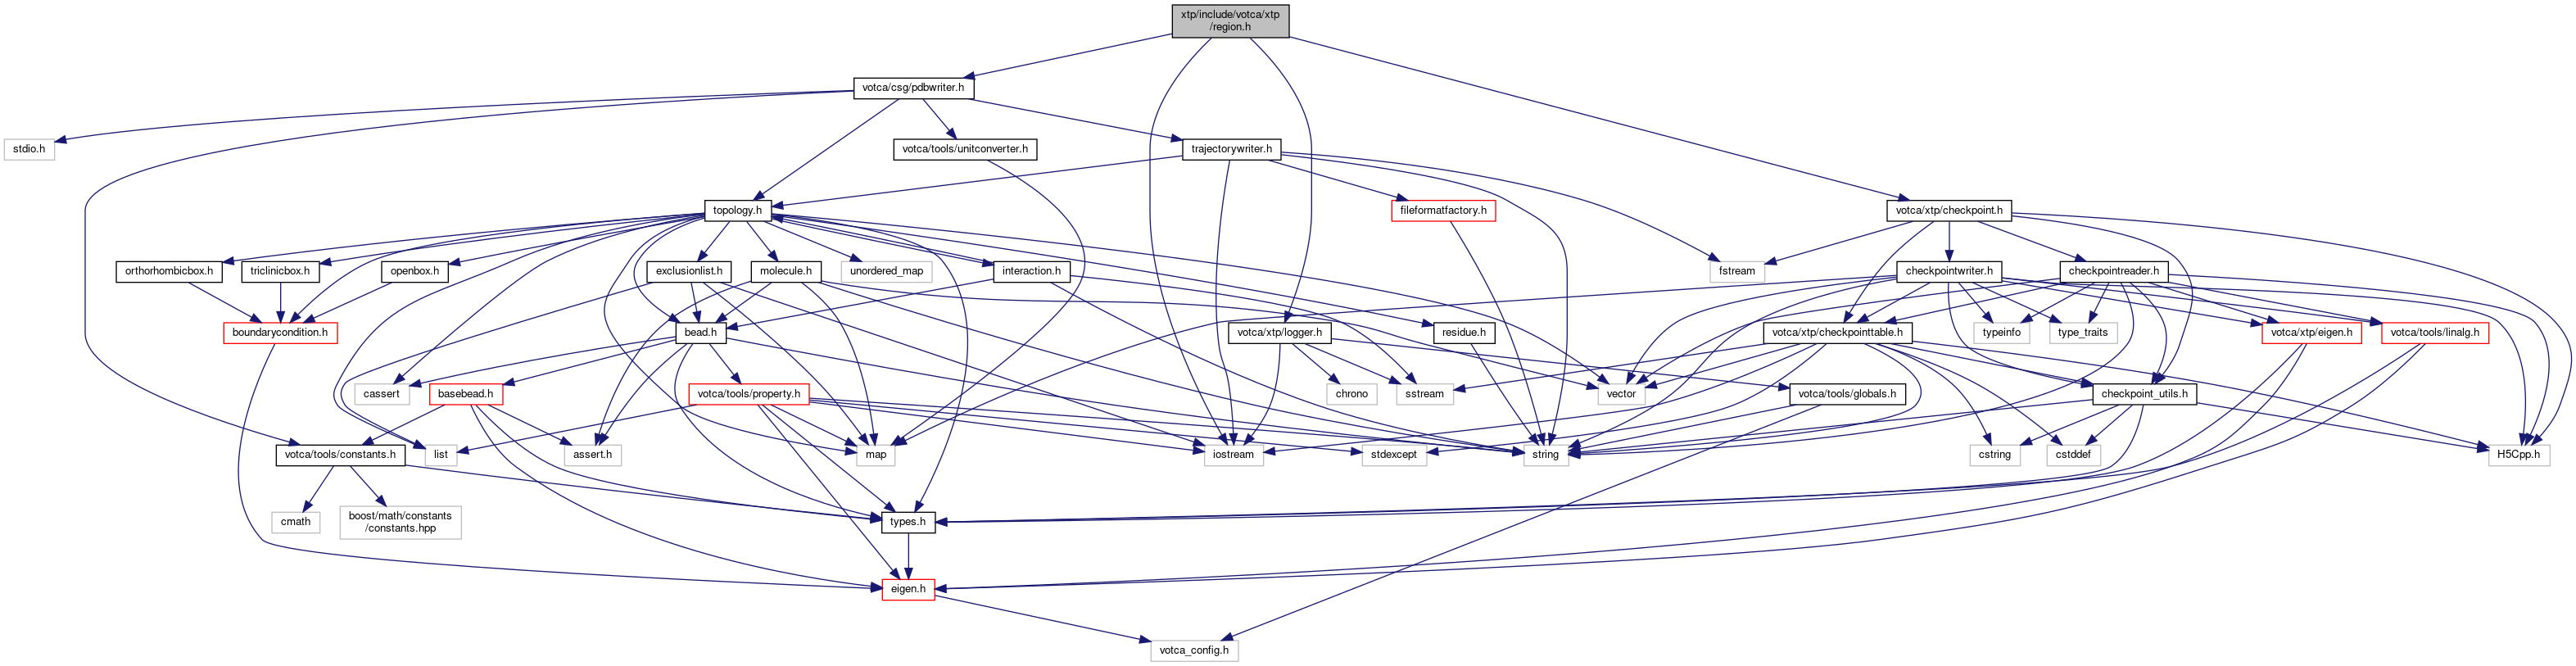 xtp/include/votca/xtp
/region.h
votca/csg/pdbwriter.h
stdio.h
votca/tools/unitconverter.h
trajectorywriter.h
topology.h
fileformatfactory.h
votca/xtp/checkpoint.h
orthorhombicbox.h
triclinicbox.h
openbox.h
exclusionlist.h
molecule.h
unordered_map
interaction.h
fstream
checkpointwriter.h
checkpointreader.h
boundarycondition.h
bead.h
votca/xtp/logger.h
residue.h
votca/xtp/checkpointtable.h
typeinfo
type_traits
votca/xtp/eigen.h
votca/tools/linalg.h
cassert
basebead.h
votca/tools/property.h
chrono
sstream
vector
votca/tools/globals.h
checkpoint_utils.h
votca/tools/constants.h
list
assert.h
map
iostream
stdexcept
string
cstring
cstddef
H5Cpp.h
cmath
boost/math/constants
/constants.hpp
types.h
eigen.h
votca_config.h